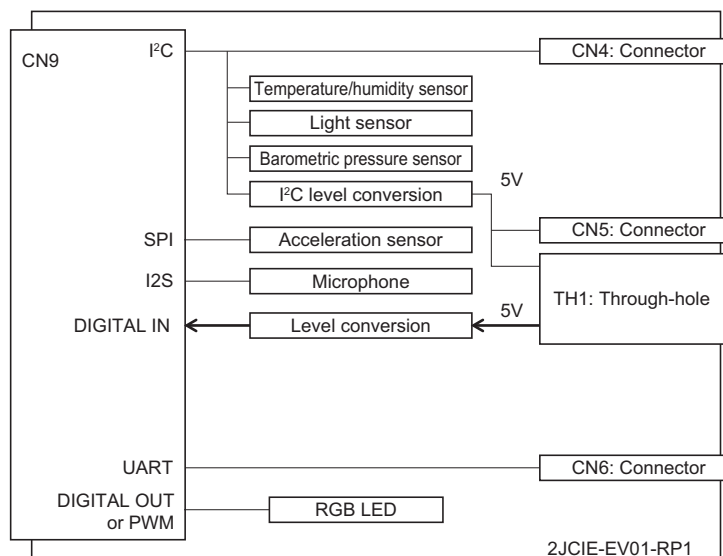 CN9
I²C
CN4: Connector
Temperature/humidity sensor
Light sensor
Barometric pressure sensor
5V
I²C level conversion
CN5: Connector
SPI
Acceleration sensor
I2S
Microphone
TH1: Through-hole
DIGITAL IN
Level conversion
5V
UART
CN6: Connector
DIGITAL OUT
or PWM
RGB LED
2JCIE-EV01-RP1